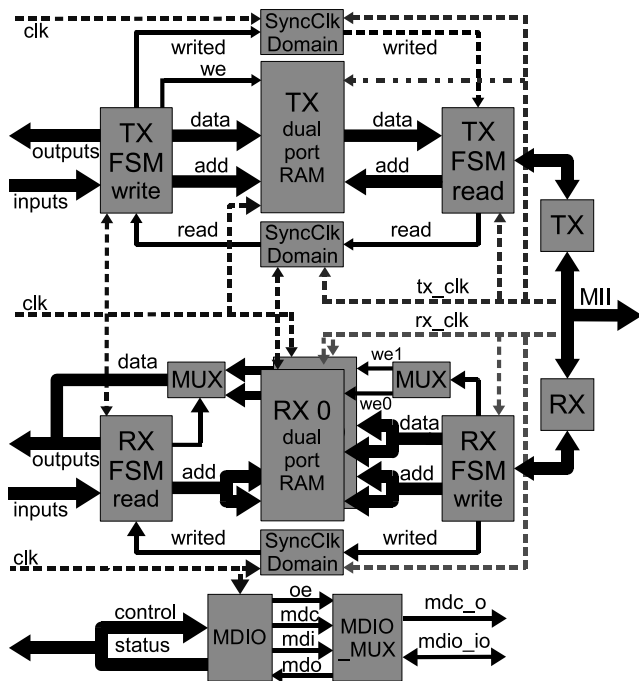 clk
SyncClk
Domain
writed
writed
we
TX
FSM
write
outputs
inputs
data
add
TX
dual
port
RAM
data
add
TX
FSM
read
TX
read
SyncClk
Domain
read
tx_clk
MII
clk
rx_clk
data
MUX
we1
MUX
we0
RX 0
dual
port
RAM
RX
RX
FSM
read
outputs
inputs
add
data
add
RX
FSM
write
writed
SyncClk
Domain
writed
clk
control
status
MDIO
oe
mdc
mdi
mdo
MDIO
_MUX
mdc_o
mdio_io